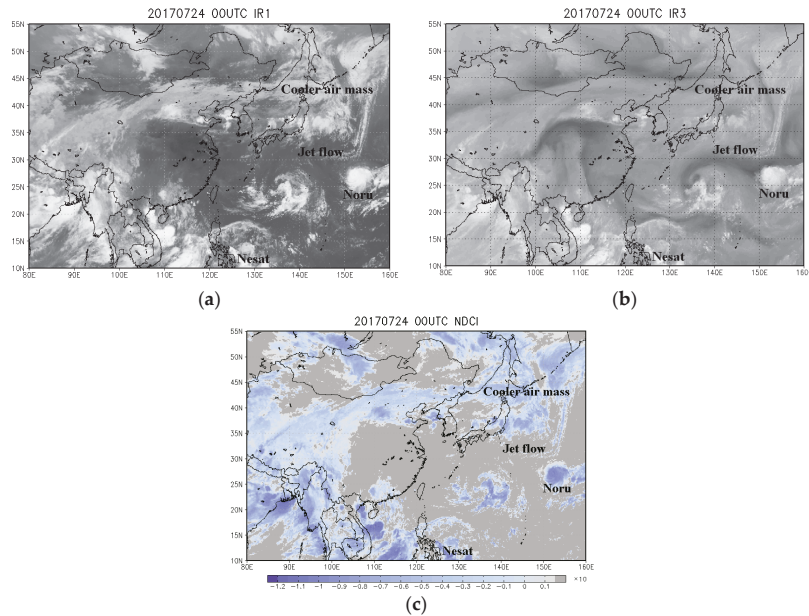 20170724 00UTC IR1
55N
50N
45N
40N
35N
30N
25N
20N
15N
10N
80E 90E 100E 110E 120E 130E 140E 150E 160E
Cooler air mass
Jet flow
Noru
Nesat
(a)
20170724 00UTC IR3
55N
50N
45N
40N
35N
30N
25N
20N
15N
10N
80E 90E 100E 110E 120E 130E 140E 150E 160
Cooler air mass
Jet flow
Noru
Nesat
(b)
20170724 00UTC NDCI
55N
50N
45N
40N
35N
30N
25N
20N
15N
10N
80E 90E 100E 110E 120E 130E 140E 150E 160E
Cooler air mass
Jet flow
Noru
Nesat
-1.2 -1.1 -1 -0.9 -0.8 -0.7 -0.6 -0.5 -0.4 -0.3 -0.2 -0.1 0 0.1 ×10
(c)